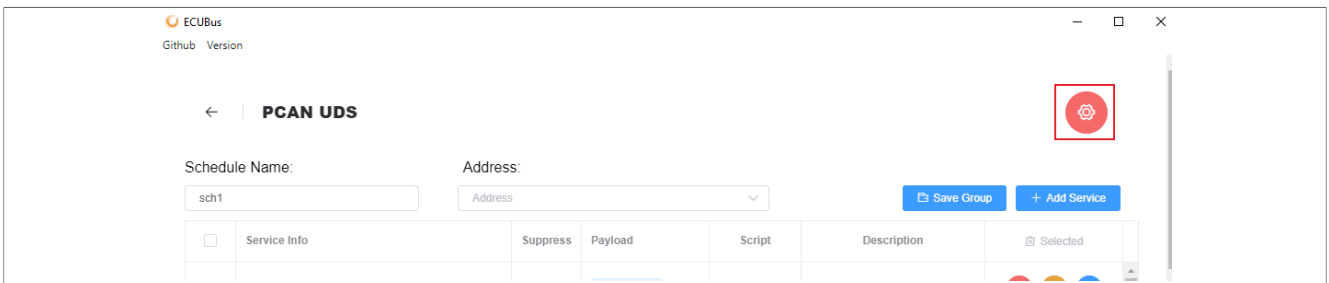 ECUBus
Github Version
PCAN UDS
Schedule Name: Address:
sch1 Address Save Group + Add Service
Service Info Suppress Payload Script Description Selected